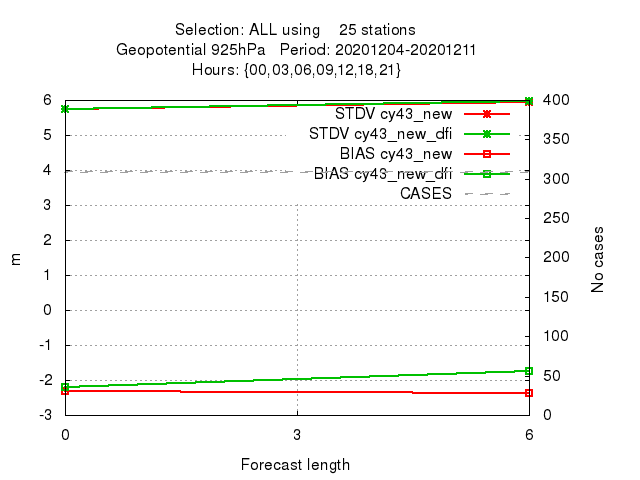 Selection: ALL using    25 stations
Geopotential 925hPa   Period: 20201204-20201211
Hours: {00,03,06,09,12,18,21}
6
5
4
3
2
1
0
-1
-2
-3
m
STDV cy43_new
STDV cy43_new_dfi
BIAS cy43_new
BIAS cy43_new_dfi
CASES
400
350
300
250
200
150
100
50
0
No cases
0 3 6
Forecast length